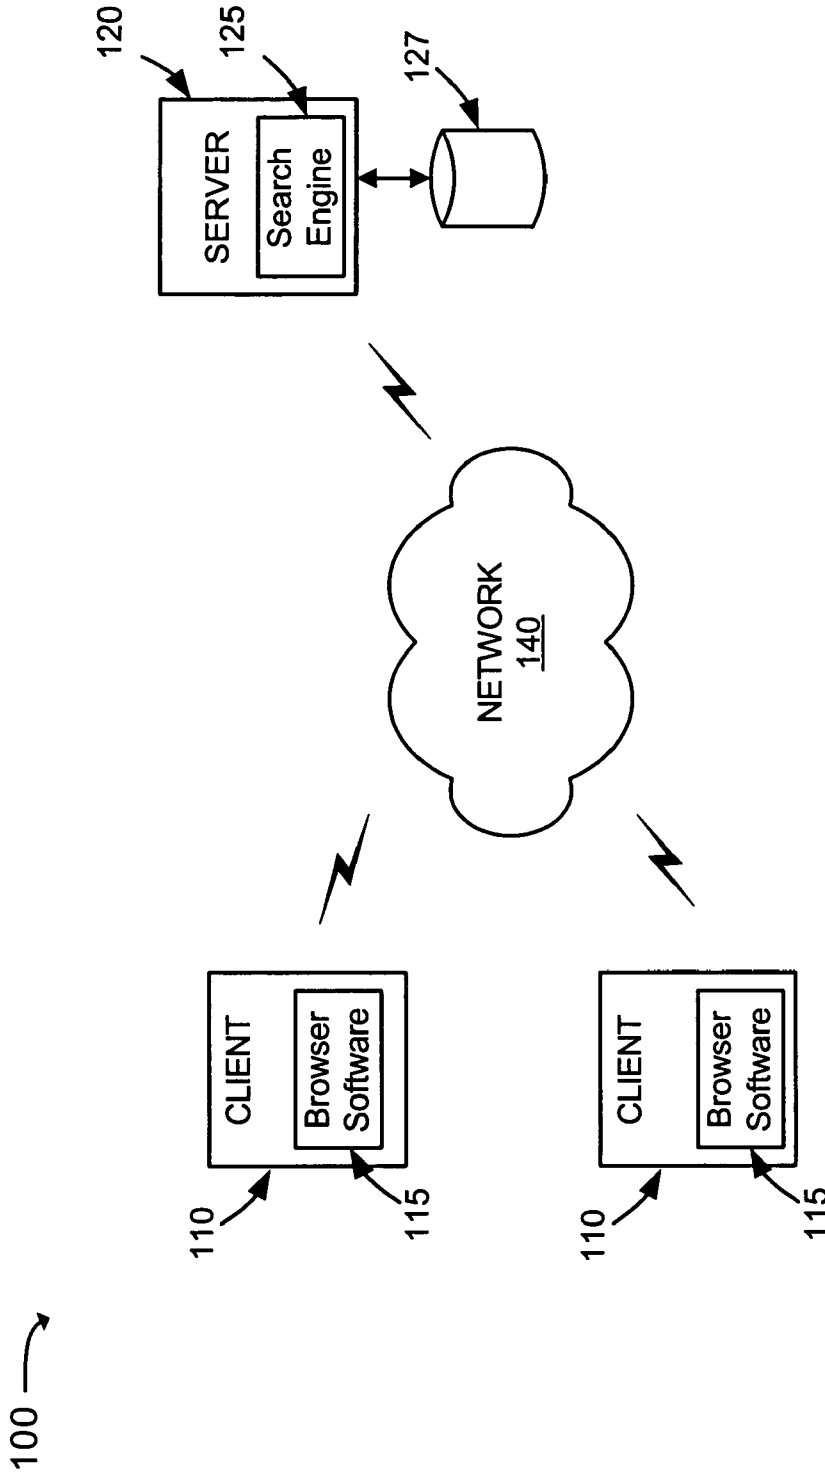 100
110
CLIENT
Browser
Software
115
110
CLIENT
Browser
Software
115
NETWORK
140
SERVER
120
Search
Engine
125
127